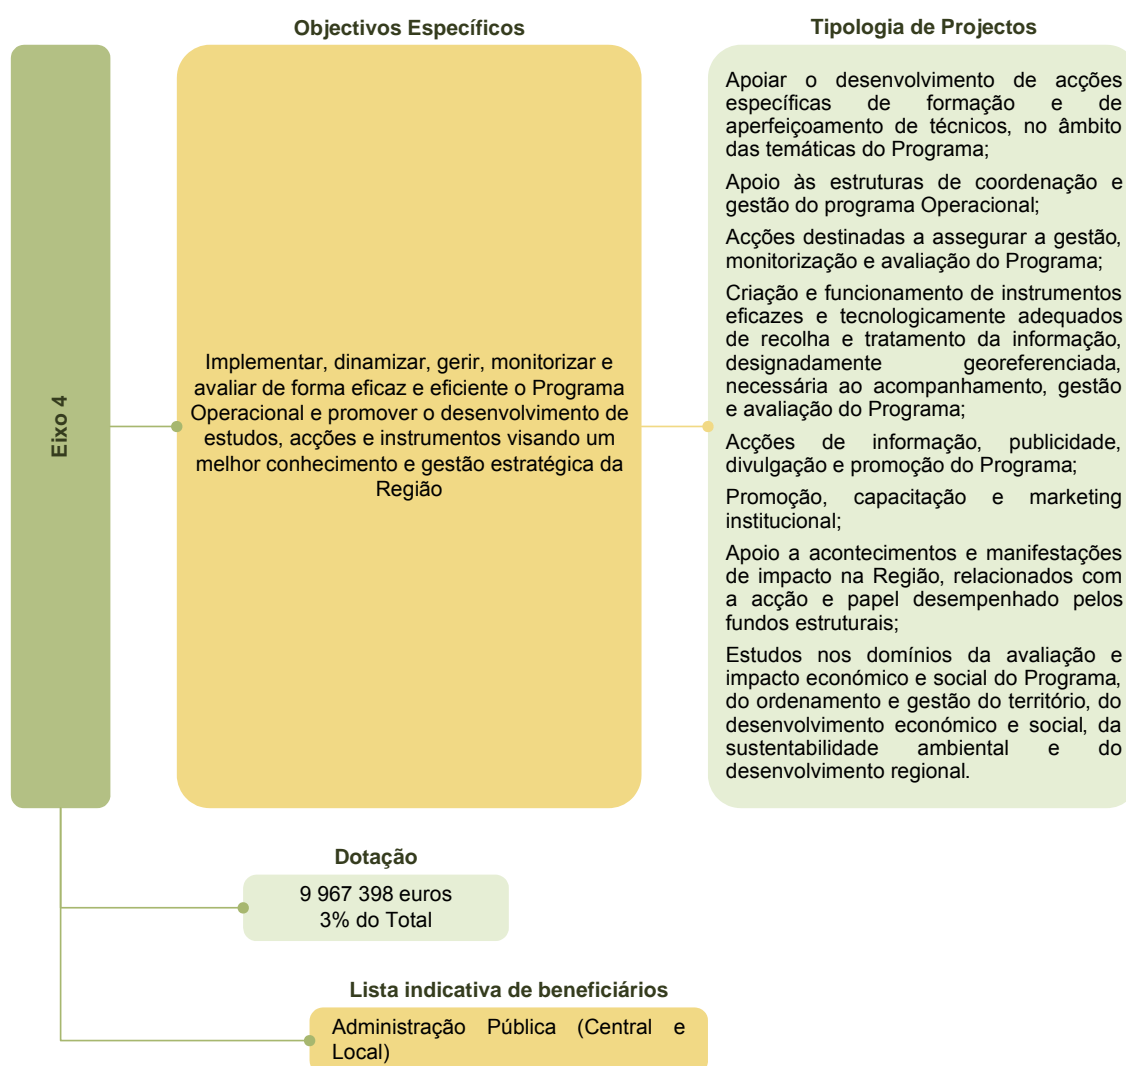 Objectivos Específicos
Tipologia de Projectos
Eixo 4
Implementar, dinamizar, gerir, monitorizar e
avaliar de forma eficaz e eficiente o Programa
Operacional e promover o desenvolvimento de
estudos, acções e instrumentos visando um
melhor conhecimento e gestão estratégica da
Região
Apoiar o desenvolvimento de acções
específicas de formação e de
aperfeiçoamento de técnicos, no âmbito
das temáticas do Programa;
Apoio às estruturas de coordenação e
gestão do programa Operacional;
Acções destinadas a assegurar a gestão,
monitorização e avaliação do Programa;
Criação e funcionamento de instrumentos
eficazes e tecnologicamente adequados
de recolha e tratamento da informação,
designadamente georeferenciada,
necessária ao acompanhamento, gestão
e avaliação do Programa;
Acções de informação, publicidade,
divulgação e promoção do Programa;
Promoção, capacitação e marketing
institucional;
Apoio a acontecimentos e manifestações
de impacto na Região, relacionados com
a acção e papel desempenhado pelos
fundos estruturais;
Estudos nos domínios da avaliação e
impacto económico e social do Programa,
do ordenamento e gestão do território, do
desenvolvimento económico e social, da
sustentabilidade ambiental e do
desenvolvimento regional.
Dotação
9 967 398 euros
3% do Total
Lista indicativa de beneficiários
Administração Pública (Central e
Local)